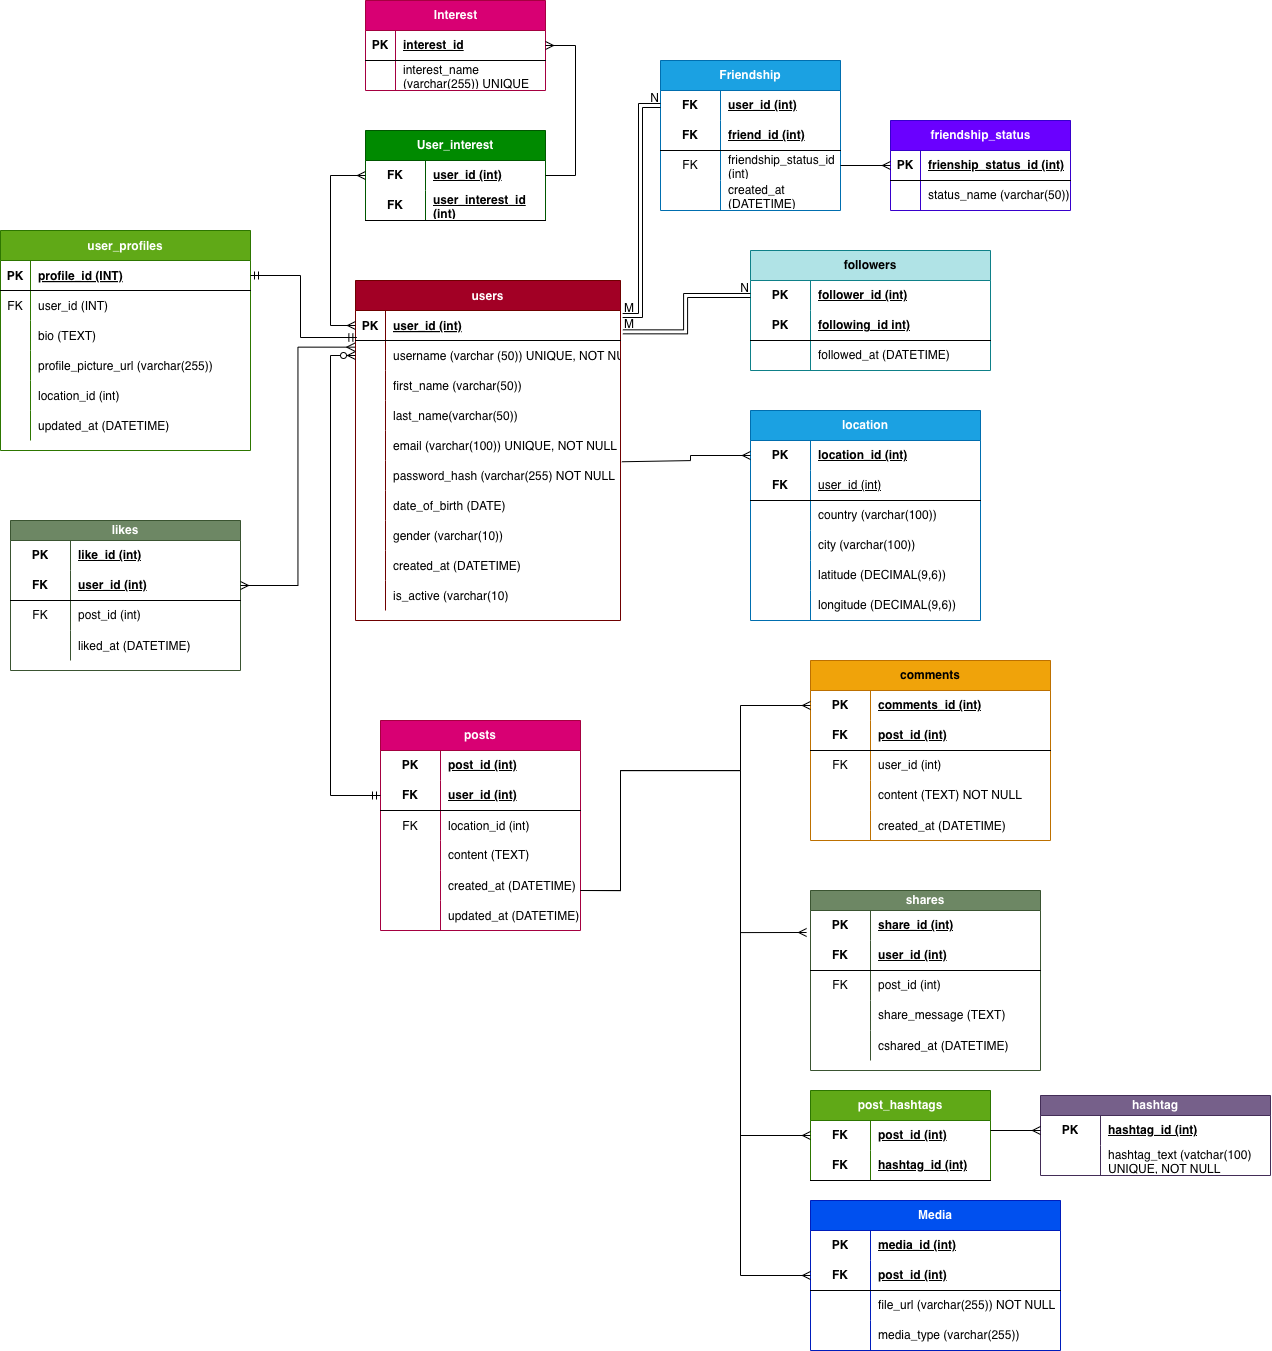 Interest
PK interest_id
interest_name
(varchar(255)) UNIQUE
User_interest
FK user_id (int)
FK user_interest_id
(int)
Friendship
FK user_id (int)
FK friend_id (int)
FK friendship_status_id
(int)
created_at
(DATETIME)
friendship_status
PK frienship_status_id (int)
status_name (varchar(50))
N
M
M
N
user_profiles
PK profile_id (INT)
FK user_id (INT)
bio (TEXT)
profile_picture_url (varchar(255))
location_id (int)
updated_at (DATETIME)
users
PK user_id (int)
username (varchar (50)) UNIQUE, NOT NU
first_name (varchar(50))
last_name(varchar(50))
email (varchar(100)) UNIQUE, NOT NULL
password_hash (varchar(255) NOT NULL
date_of_birth (DATE)
gender (varchar(10))
created_at (DATETIME)
is_active (varchar(10)
followers
PK follower_id (int)
PK following_id int)
followed_at (DATETIME)
location
PK location_id (int)
FK user_id (int)
country (varchar(100))
city (varchar(100))
latitude (DECIMAL(9,6))
longitude (DECIMAL(9,6))
likes
PK like_id (int)
FK user_id (int)
FK post_id (int)
liked_at (DATETIME)
posts
PK post_id (int)
FK user_id (int)
FK location_id (int)
content (TEXT)
created_at (DATETIME)
updated_at (DATETIME)
comments
PK comments_id (int)
FK post_id (int)
FK user_id (int)
content (TEXT) NOT NULL
created_at (DATETIME)
shares
PK share_id (int)
FK user_id (int)
FK post_id (int)
share_message (TEXT)
cshared_at (DATETIME)
post_hashtags
FK post_id (int)
FK hashtag_id (int)
hashtag
PK hashtag_id (int)
hashtag_text (vatchar(100)
UNIQUE, NOT NULL
Media
PK media_id (int)
FK post_id (int)
file_url (varchar(255)) NOT NULL
media_type (varchar(255))